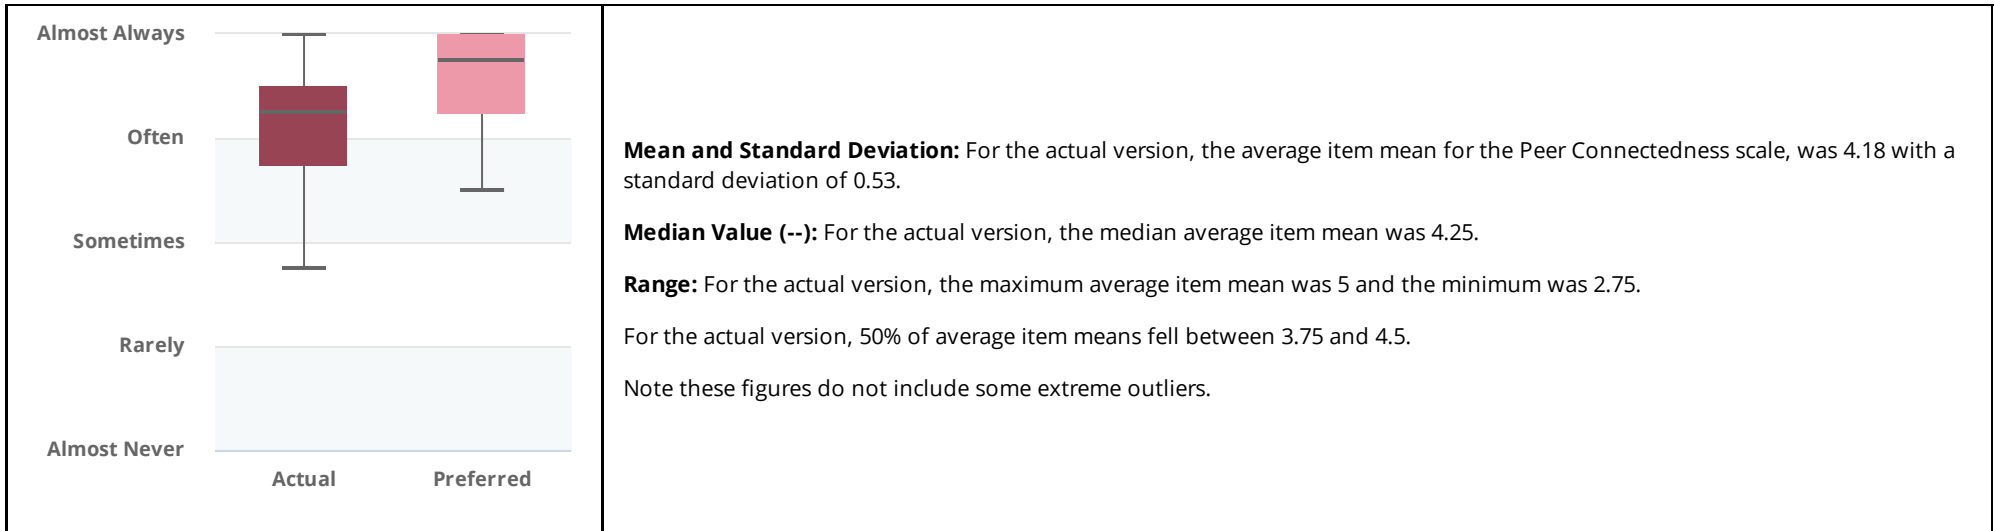 Almost Always
Often
Sometimes
Rarely
Almost Never
Actual
Preferred
Mean and Standard Deviation: For the actual version, the average item mean for the Peer Connectedness scale, was 4.18 with a
standard deviation of 0.53.
Median Value (--): For the actual version, the median average item mean was 4.25.
Range: For the actual version, the maximum average item mean was 5 and the minimum was 2.75.
For the actual version, 50% of average item means fell between 3.75 and 4.5.
Note these figures do not include some extreme outliers.